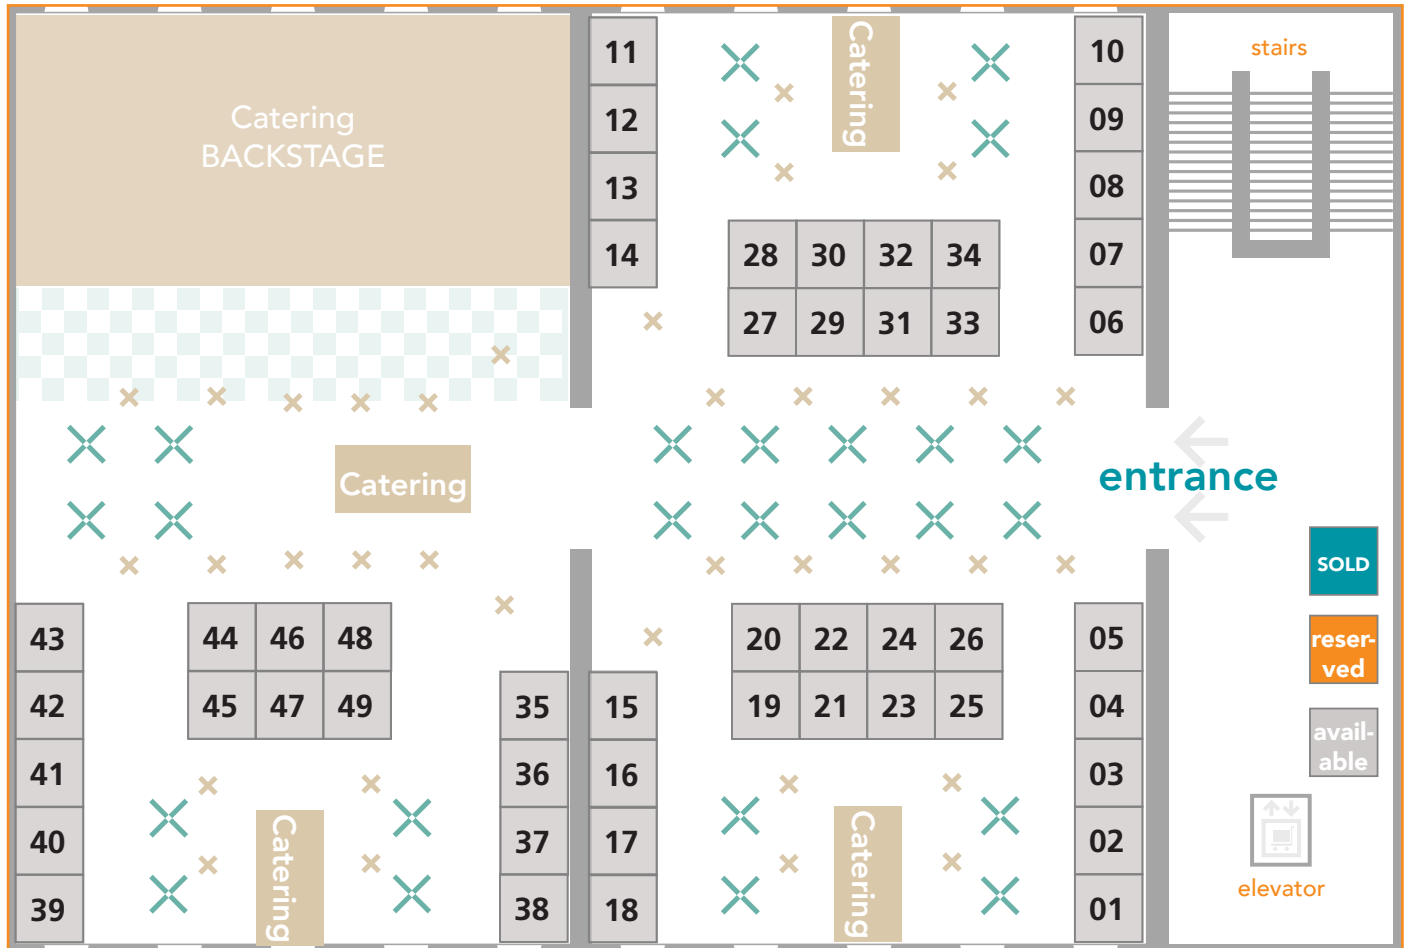 Catering
BACKSTAGE
11
12
13
14
Catering
10
09
08
07
06
stairs
28 30 32 34
27 29 31 33
Catering
entrance
SOLD
reser-
ved
avail-
able
elevator
43
42
41
40
39
44 46 48
45 47 49
Catering
35
36
37
38
15
16
17
18
20 22 24 26
19 21 23 25
Catering
05
04
03
02
01